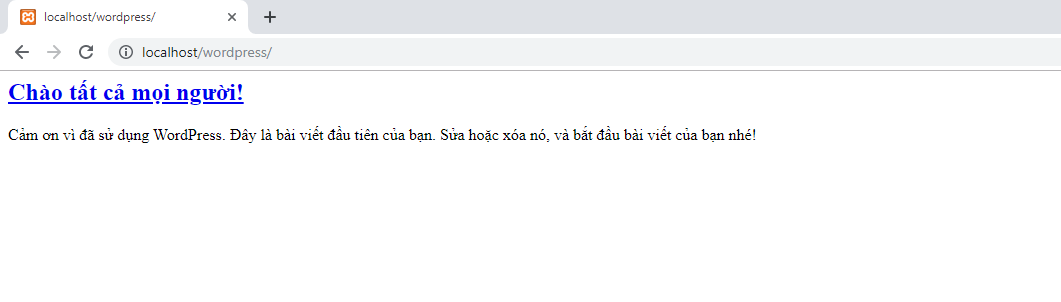 localhost/wordpress/
localhost/wordpress/
Chào tất cả mọi người!
Cảm ơn vì đã sử dụng WordPress. Đây là bài viết đầu tiên của bạn. Sửa hoặc xóa nó, và bắt đầu bài viết của bạn nhé!